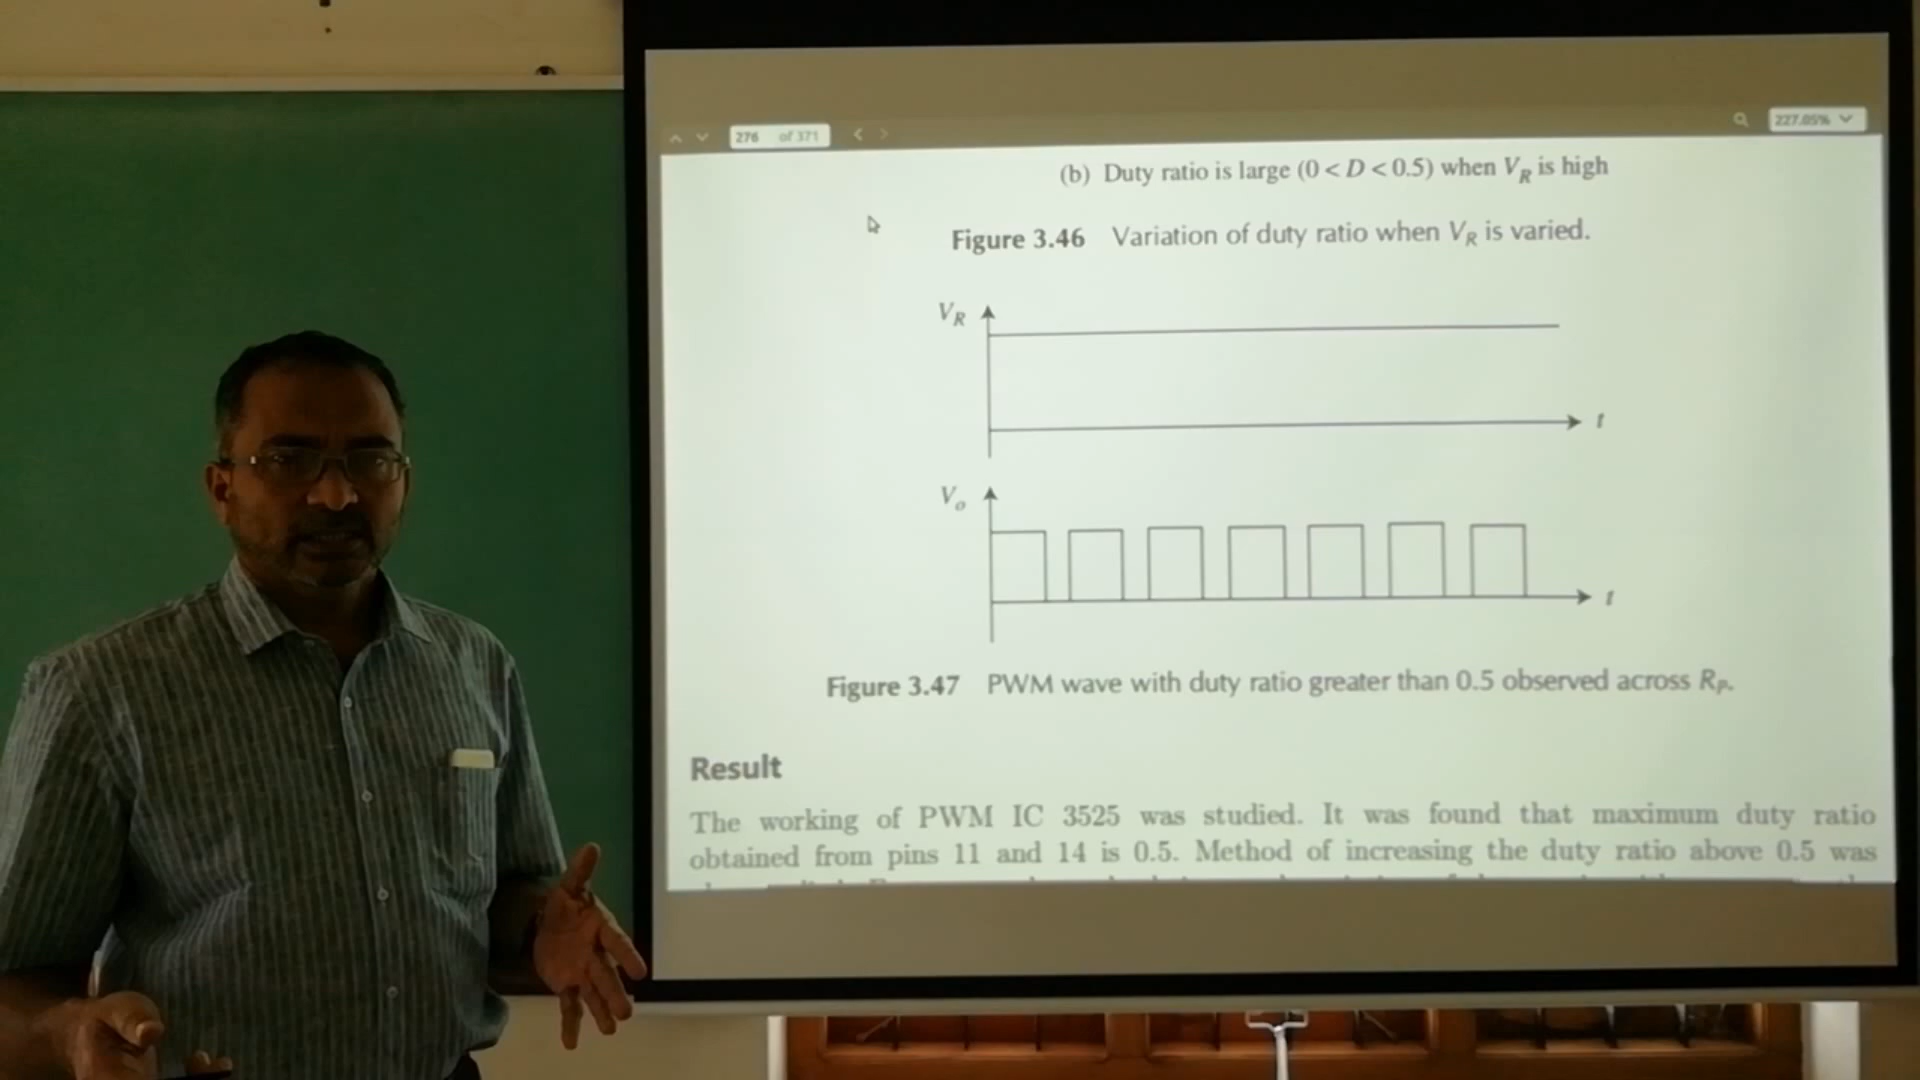 276 of 371
227.05%
(b) Duty ratio is large (0 < D < 0.5) when V_R is high
Figure 3.46 Variation of duty ratio when V_R is varied.
V_R
t
V_o
t
Figure 3.47 PWM wave with duty ratio greater than 0.5 observed across R_P.
Result
The working of PWM IC 3525 was studied. It was found that maximum duty ratio
obtained from pins 11 and 14 is 0.5. Method of increasing the duty ratio above 0.5 was